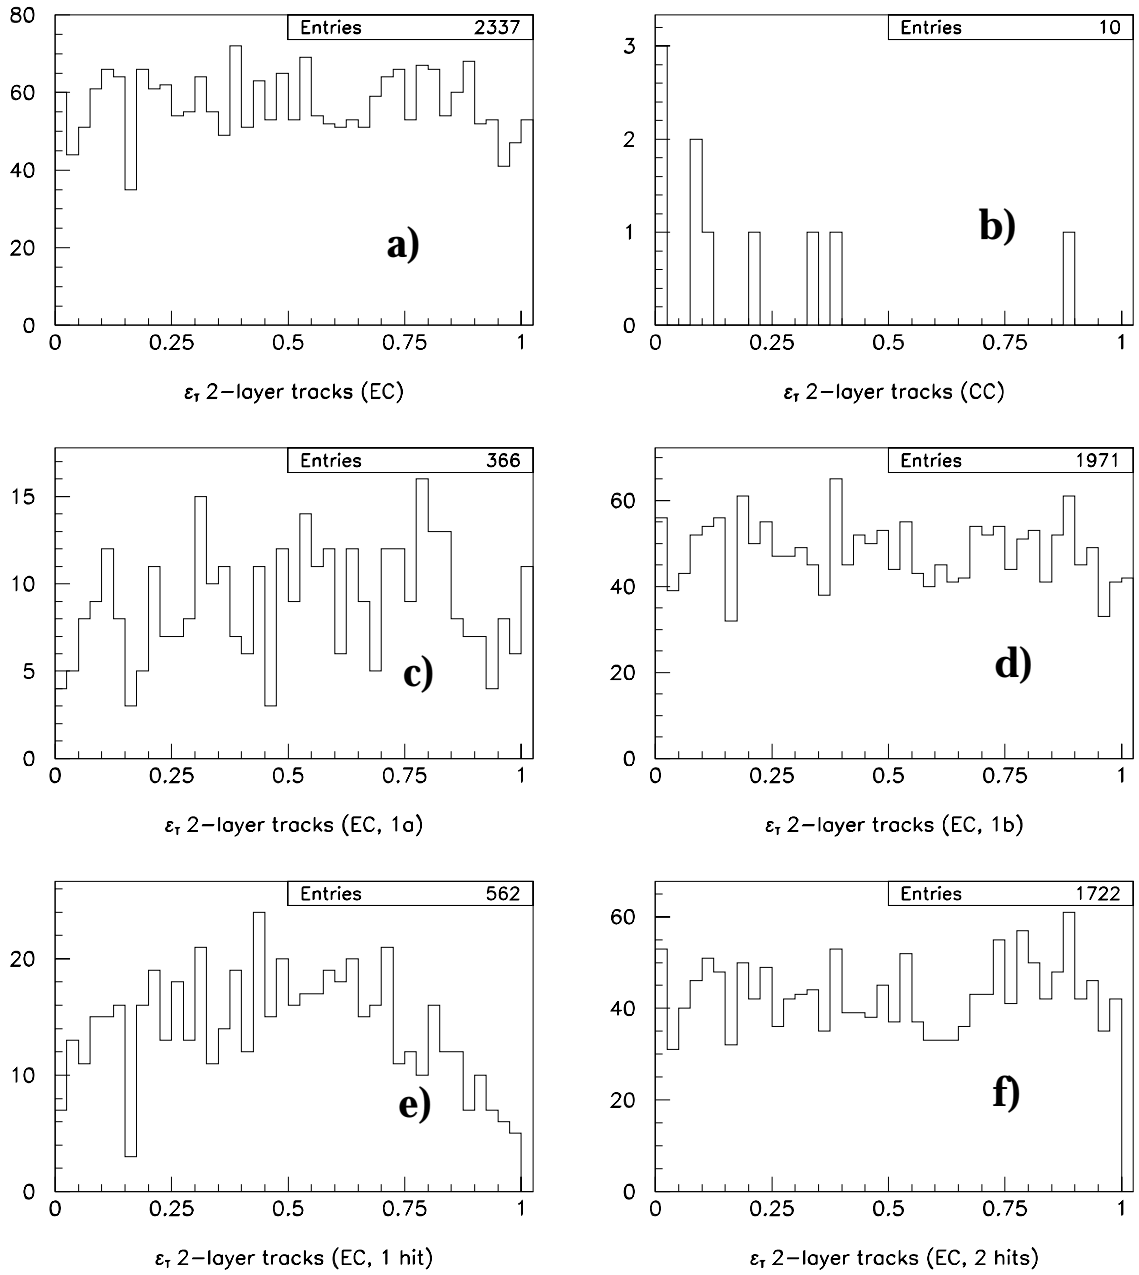 Entries 2337
80
60
40
20
0
a)
0 0.25 0.5 0.75 1
εT 2-layer tracks (EC)
Entries 10
3
2
1
0
b)
0 0.25 0.5 0.75 1
εT 2-layer tracks (CC)
Entries 366
15
10
5
0
c)
0 0.25 0.5 0.75 1
εT 2-layer tracks (EC, 1a)
Entries 1971
60
40
20
0
d)
0 0.25 0.5 0.75 1
εT 2-layer tracks (EC, 1b)
Entries 562
20
10
0
e)
0 0.25 0.5 0.75 1
εT 2-layer tracks (EC, 1 hit)
Entries 1722
60
40
20
0
f)
0 0.25 0.5 0.75 1
εT 2-layer tracks (EC, 2 hits)